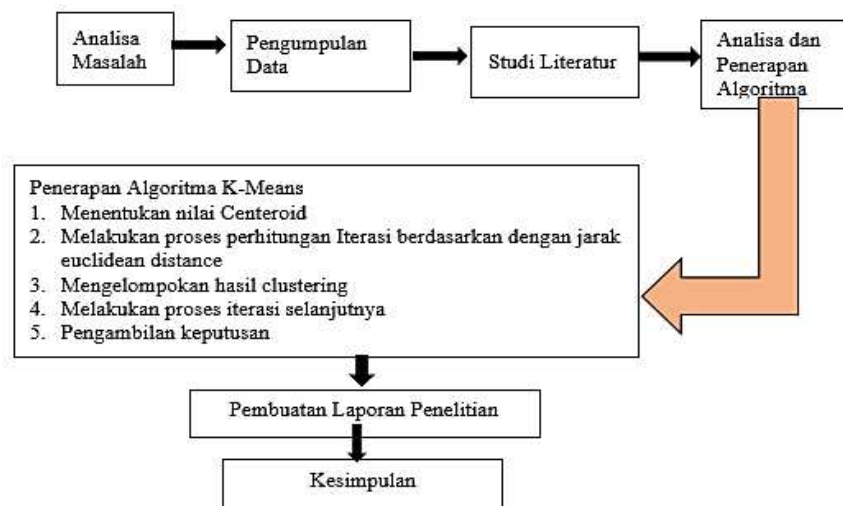 Analisa
Masalah
Pengumpulan
Data
Studi Literatur
Analisa dan
Penerapan
Algoritma
Penerapan Algoritma K-Means
1. Menentukan nilai Centeroid
2. Melakukan proses perhitungan Iterasi berdasarkan dengan jarak
euclidean distance
3. Mengelompokan hasil clustering
4. Melakukan proses iterasi selanjutnya
5. Pengambilan keputusan
Pembuatan Laporan Penelitian
Kesimpulan